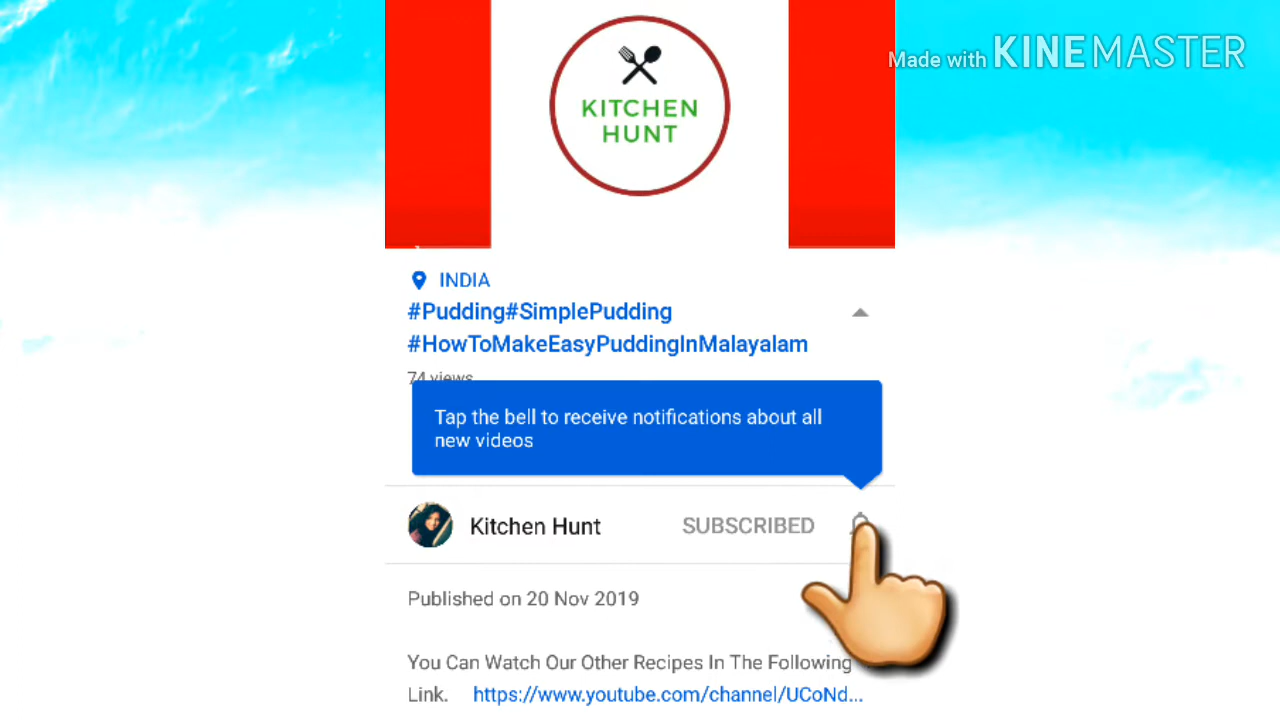 Made with KINEMASTER
KITCHEN
HUNT
INDIA
#Pudding#SimplePudding
#HowToMakeEasyPuddingInMalayalam
74 views
Tap the bell to receive notifications about all
new videos
Kitchen Hunt SUBSCRIBED
Published on 20 Nov 2019
You Can Watch Our Other Recipes In The Following
Link. https://www.youtube.com/channel/UCoNd...